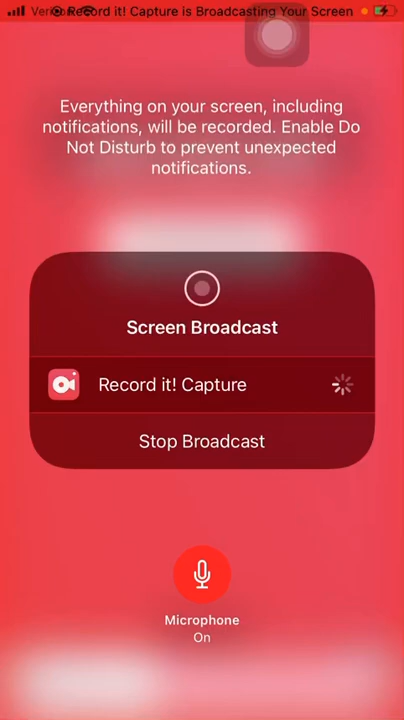 Record it! Capture is Broadcasting Your Screen
Everything on your screen, including
notifications, will be recorded. Enable Do
Not Disturb to prevent unexpected
notifications.
Screen Broadcast
Record it! Capture
Stop Broadcast
Microphone
On